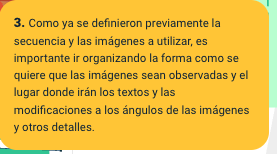 3. Como ya se definieron previamente la
secuencia y las imágenes a utilizar, es
importante ir organizando la forma como se
quiere que las imágenes sean observadas y el
lugar donde irán los textos y las
modificaciones a los ángulos de las imágenes
y otros detalles.